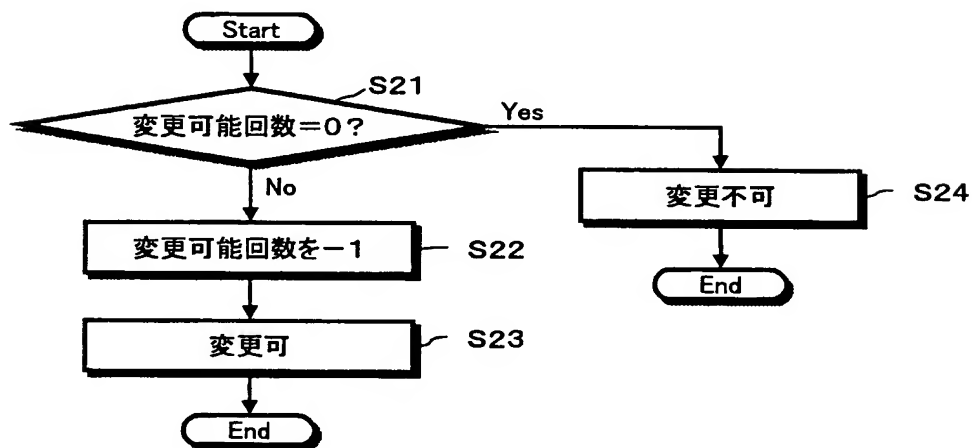 Start
S21
変更可能回数=0?
Yes
No
変更不可
S24
変更可能回数を-1
S22
End
変更可
S23
End